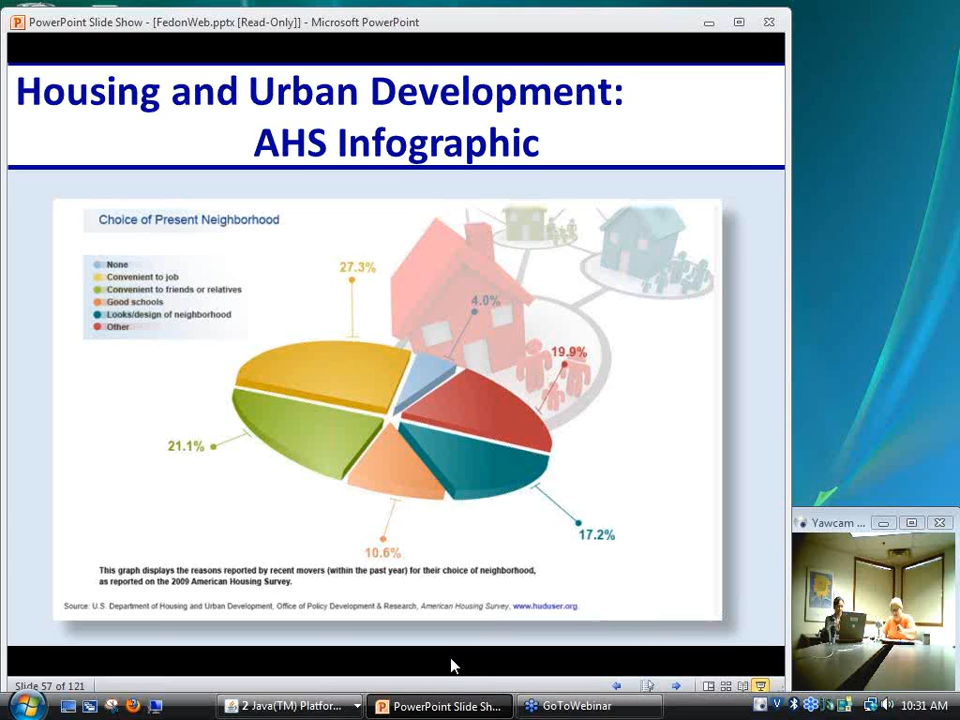 PowerPoint Slide Show - [FedonWeb.pptx [Read-Only]] - Microsoft PowerPoint
Housing and Urban Development:
AHS Infographic
Choice of Present Neighborhood
None
Convenient to job
Convenient to friends or relatives
Good schools
Looks/design of neighborhood
Other
27.3%
4.0%
19.9%
21.1%
17.2%
10.6%
This graph displays the reasons reported by recent movers (within the past year) for their choice of neighborhood,
as reported on the 2009 American Housing Survey.
Source: U.S. Department of Housing and Urban Development, Office of Policy Development & Research, American Housing Survey, www.huduser.org.
Yawcam ...
Slide 57 of 121
2 Java(TM) Platfor...
PowerPoint Slide Sh...
GoToWebinar
10:31 AM